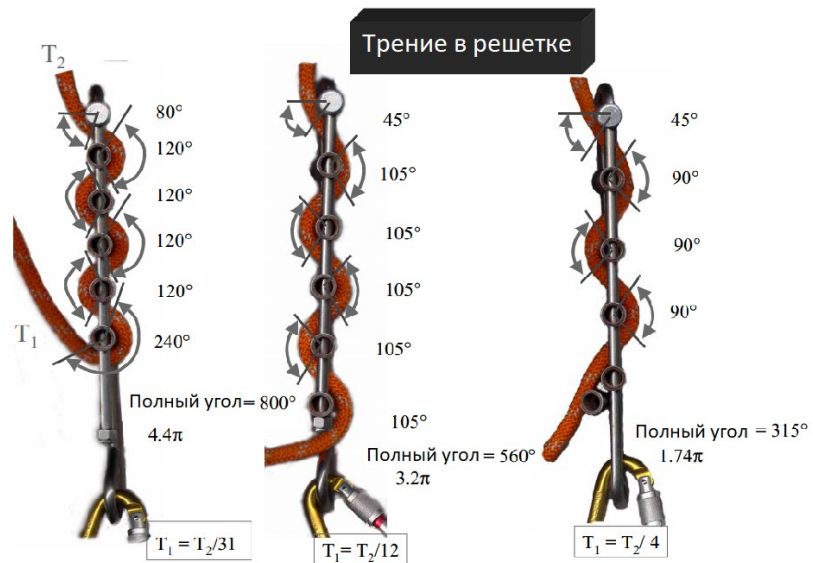 Трение в решетке
T₂
80°
120°
120°
120°
120°
240°
T₁
Полный угол = 800°
4.4π
T₁ = T₂/31
45°
105°
105°
105°
105°
105°
Полный угол = 560°
3.2π
T₁= T₂/12
45°
90°
90°
90°
Полный угол = 315°
1.74π
T₁ = T₂/ 4